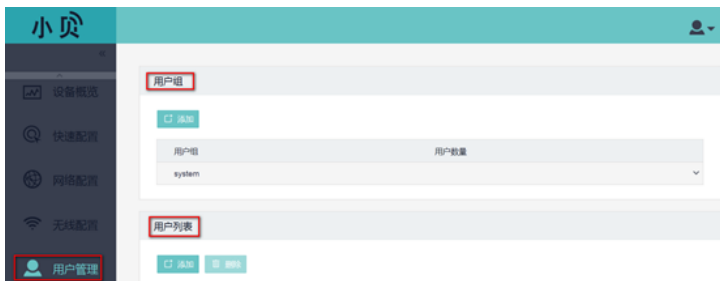 小贝
用户组
设备概览
添加
快速配置
用户组 用户数量
网络配置
system
无线配置
用户列表
用户管理
添加 删除